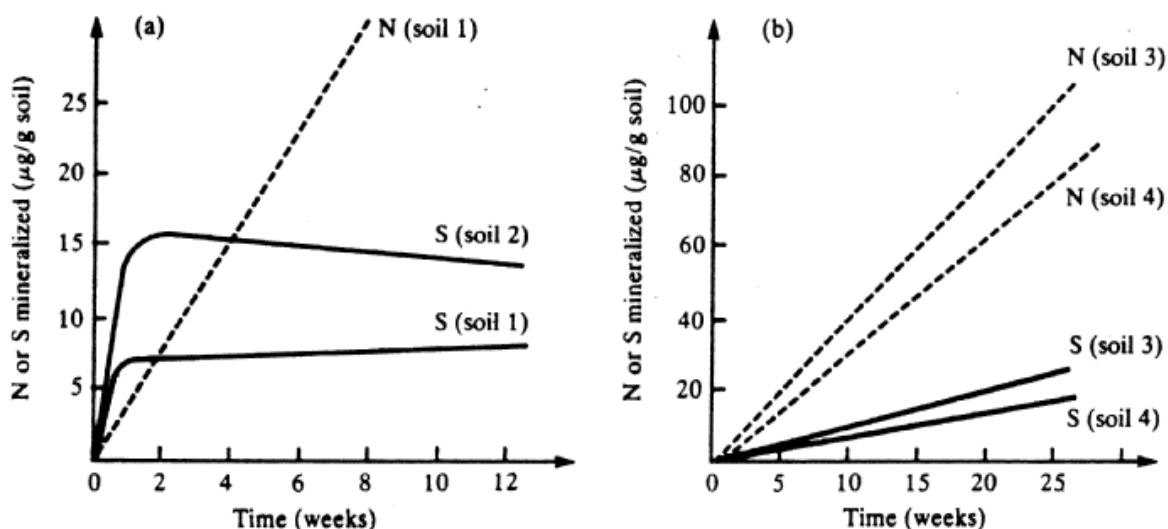 (a)
N (soil 1)
N or S mineralized (µg/g soil)
25
20
15
10
5
S (soil 2)
S (soil 1)
0 2 4 6 8 10 12
Time (weeks)
(b)
N (soil 3)
N or S mineralized (µg/g soil)
100
80
60
40
20
N (soil 4)
S (soil 3)
S (soil 4)
0 5 10 15 20 25
Time (weeks)